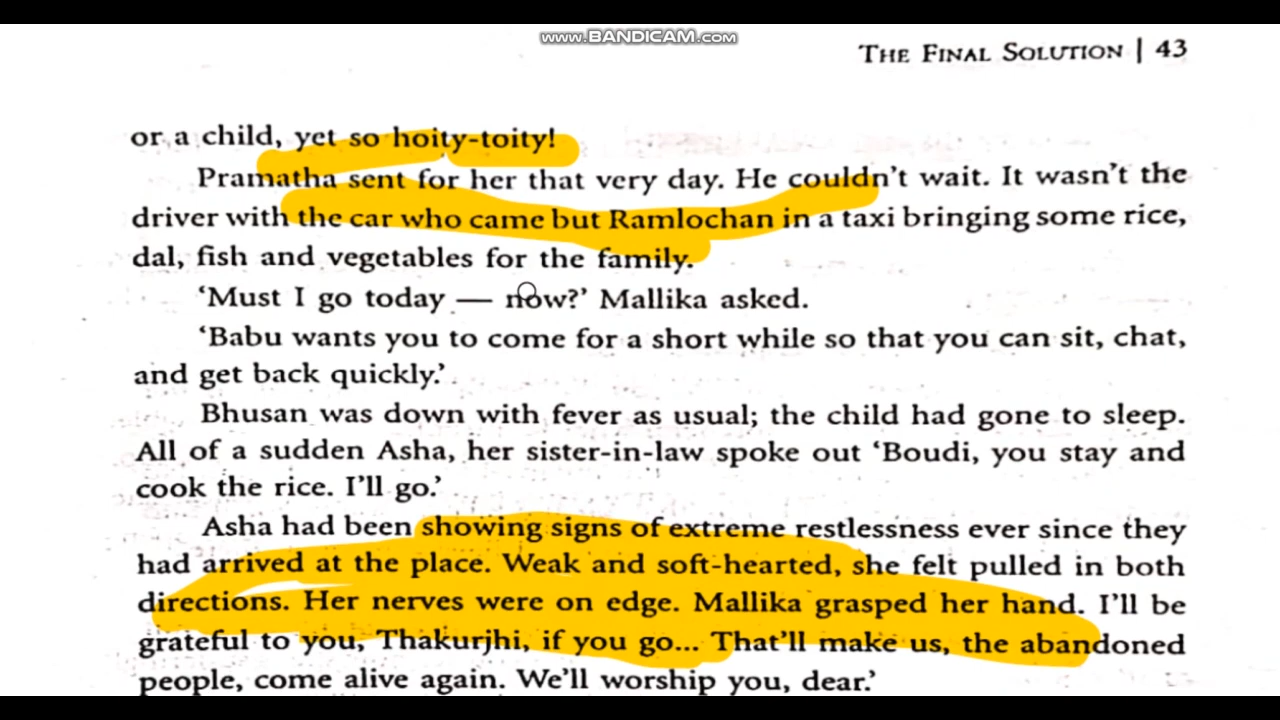 www.BANDICAM.com
THE FINAL SOLUTION | 43
or a child, yet so hoity-toity!
Pramatha sent for her that very day. He couldn't wait. It wasn't the
driver with the car who came but Ramlochan in a taxi bringing some rice,
dal, fish and vegetables for the family.
'Must I go today — now?' Mallika asked.
'Babu wants you to come for a short while so that you can sit, chat,
and get back quickly.'
Bhusan was down with fever as usual; the child had gone to sleep.
All of a sudden Asha, her sister-in-law spoke out 'Boudi, you stay and
cook the rice. I'll go.'
Asha had been showing signs of extreme restlessness ever since they
had arrived at the place. Weak and soft-hearted, she felt pulled in both
directions. Her nerves were on edge. Mallika grasped her hand. I'll be
grateful to you, Thakurjhi, if you go... That'll make us, the abandoned
people, come alive again. We'll worship you, dear.'